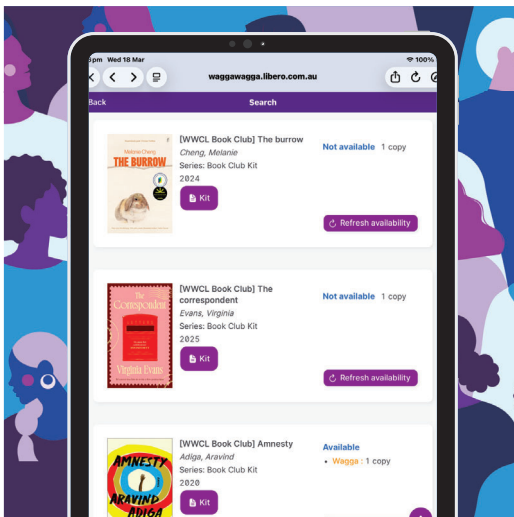 pm Wed 18 Mar
100%
waggawagga.libero.com.au
Back
Search
Melanie Cheng
THE BURROW
[WWCL Book Club] The burrow
Cheng, Melanie
Series: Book Club Kit
2024
Kit
Not available 1 copy
Refresh availability
The
Correspondent
Virginia Evans
[WWCL Book Club] The
correspondent
Evans, Virginia
Series: Book Club Kit
2025
Kit
Not available 1 copy
Refresh availability
AMNESTY
ARAVIND
ADIGA
[WWCL Book Club] Amnesty
Adiga, Aravind
Series: Book Club Kit
2020
Kit
Available
• Wagga : 1 copy